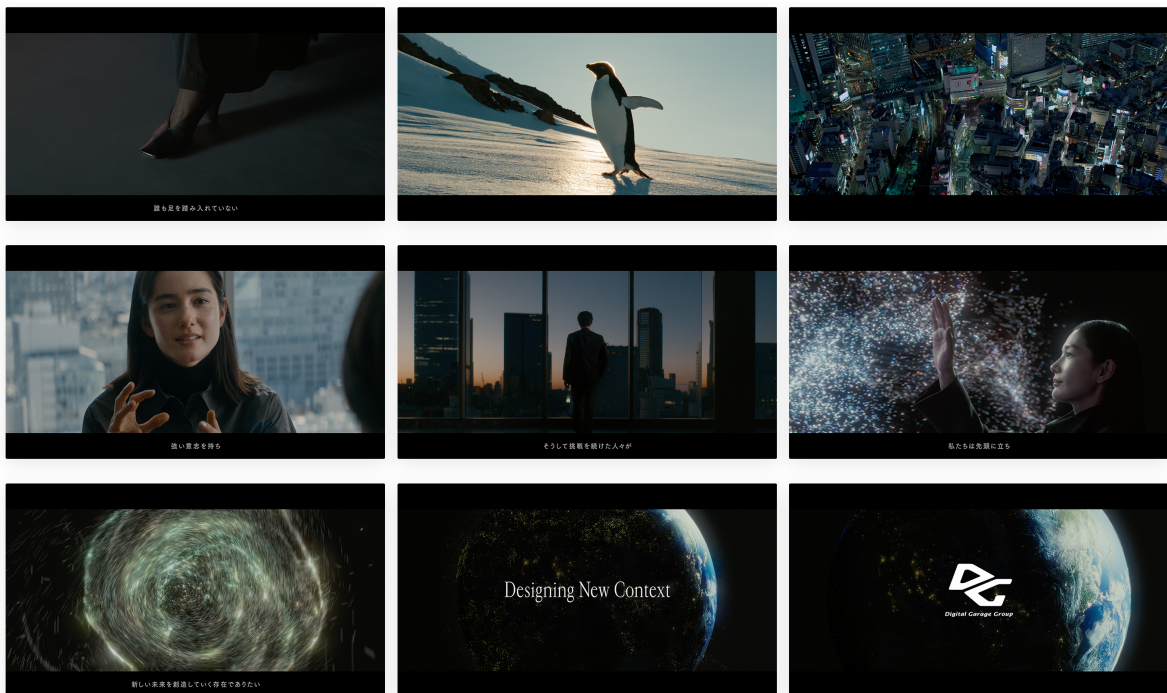 誰も足を踏み入れていない
強い意志を持ち
そうして挑戦を続けた人々が
私たちは先頭に立ち
新しい未来を創造していく存在でありたい
Designing New Context
DG
Digital Garage Group